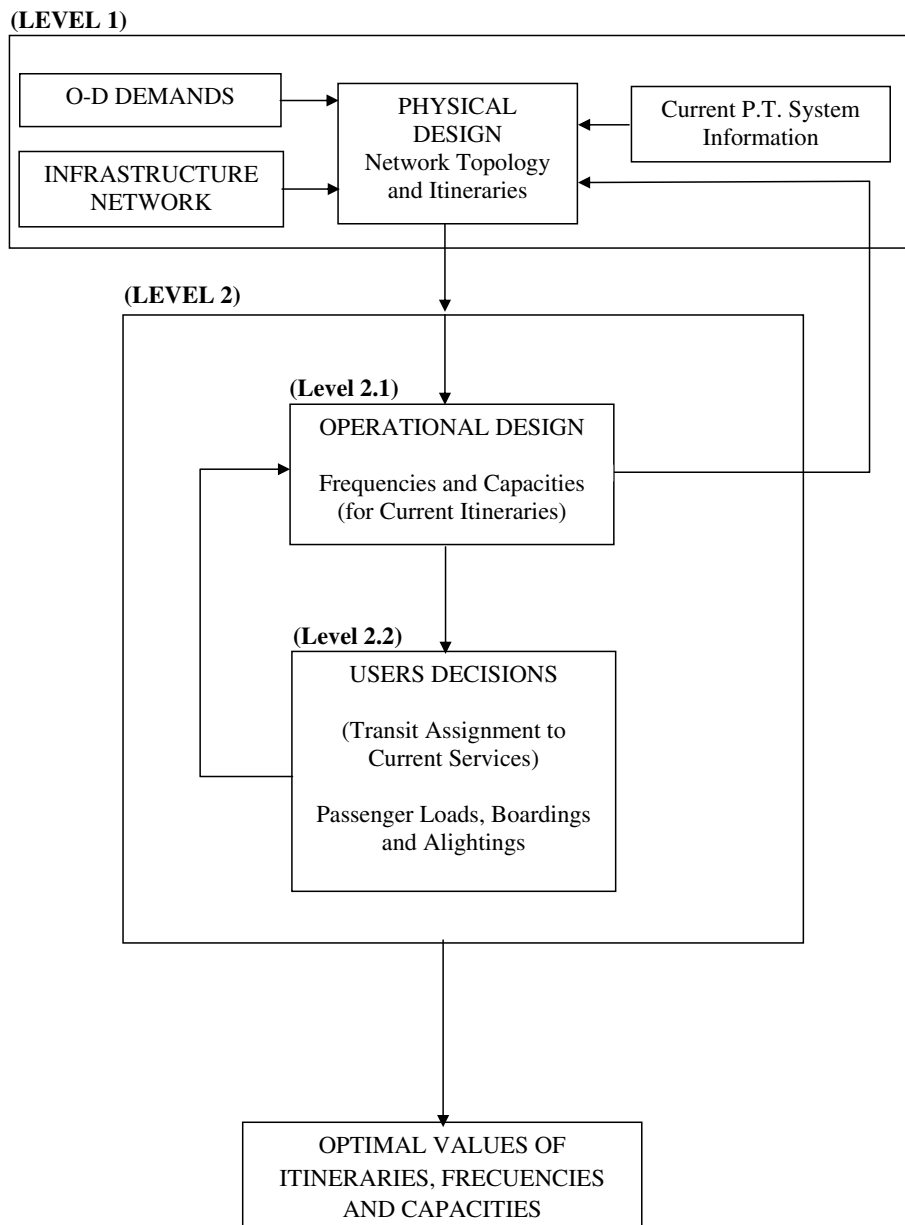 (LEVEL 1)
O-D DEMANDS
INFRASTRUCTURE
NETWORK
PHYSICAL
DESIGN
Network Topology
and Itineraries
Current P.T. System
Information
(LEVEL 2)
(Level 2.1)
OPERATIONAL DESIGN
Frequencies and Capacities
(for Current Itineraries)
(Level 2.2)
USERS DECISIONS
(Transit Assignment to
Current Services)
Passenger Loads, Boardings
and Alightings
OPTIMAL VALUES OF
ITINERARIES, FRECUENCIES
AND CAPACITIES